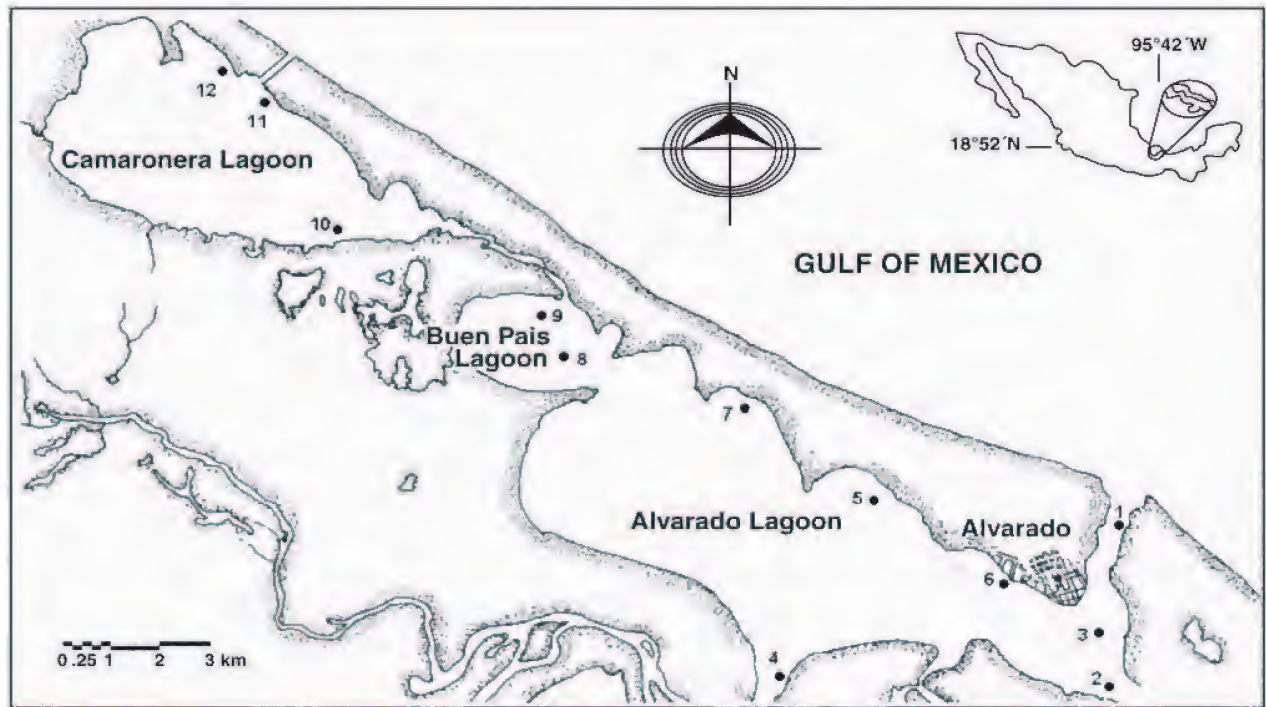 N
95°42´W
18°52´N
12
11
Camaronera Lagoon
10
GULF OF MEXICO
9
Buen Pais
Lagoon
8
7
5
Alvarado Lagoon
Alvarado
1
6
3
4
2
0 .25 1 2 3 km